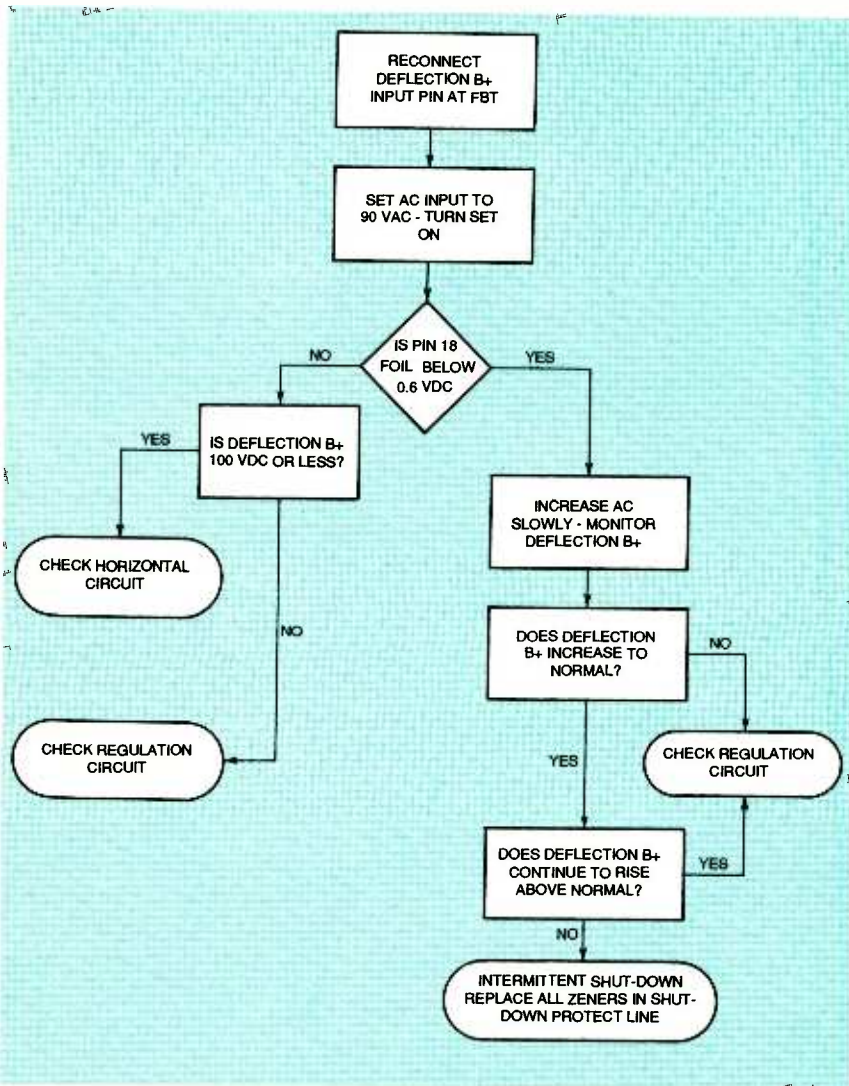 RECONNECT
DEFLECTION B+
INPUT PIN AT FBT
SET AC INPUT TO
90 VAC - TURN SET
ON
IS PIN 18
FOIL BELOW
0.6 VDC
NO
YES
IS DEFLECTION B+
100 VDC OR LESS?
YES
CHECK HORIZONTAL
CIRCUIT
NO
CHECK REGULATION
CIRCUIT
INCREASE AC
SLOWLY - MONITOR
DEFLECTION B+
DOES DEFLECTION
B+ INCREASE TO
NORMAL?
NO
CHECK REGULATION
CIRCUIT
YES
DOES DEFLECTION B+
CONTINUE TO RISE
ABOVE NORMAL?
YES
NO
INTERMITTENT SHUT-DOWN
REPLACE ALL ZENERS IN SHUT-
DOWN PROTECT LINE